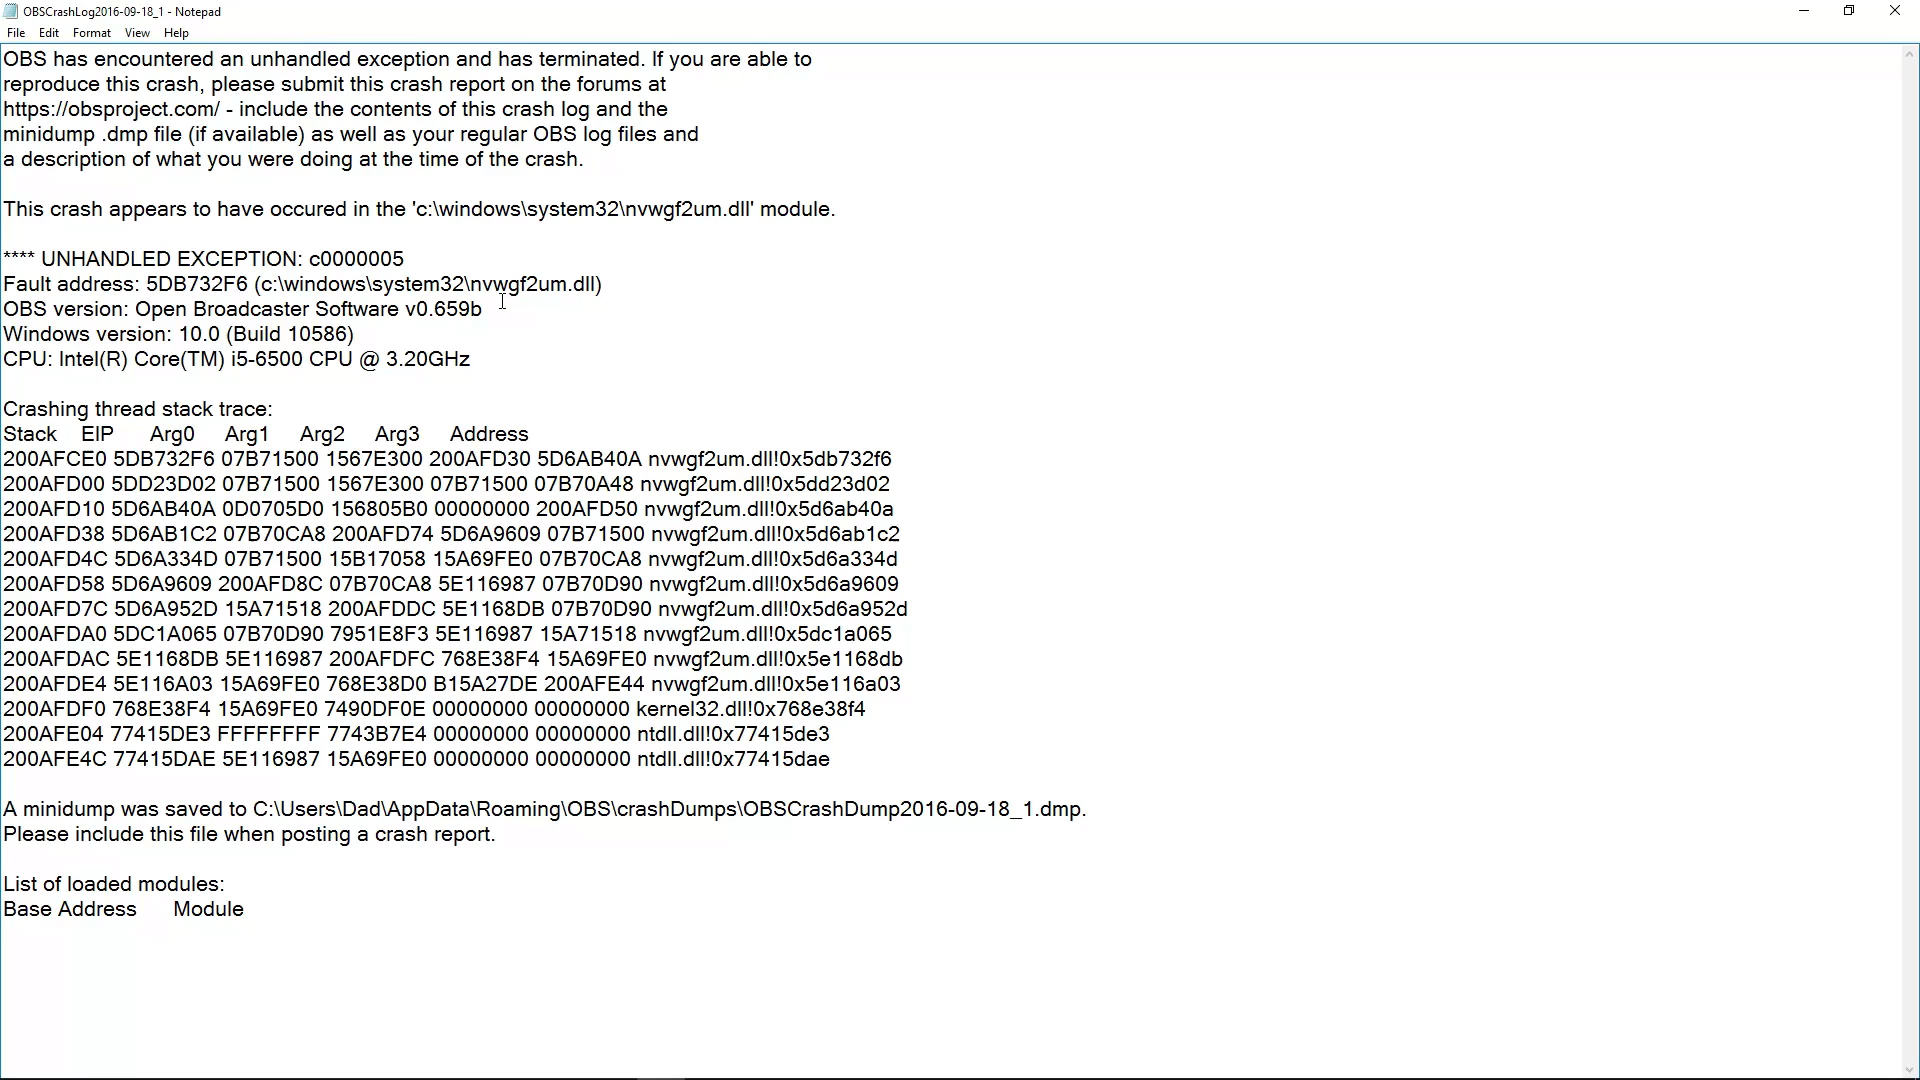 OBSCrashLog2016-09-18_1 - Notepad
File Edit Format View Help
OBS has encountered an unhandled exception and has terminated. If you are able to
reproduce this crash, please submit this crash report on the forums at
https://obsproject.com/ - include the contents of this crash log and the
minidump .dmp file (if available) as well as your regular OBS log files and
a description of what you were doing at the time of the crash.
This crash appears to have occured in the 'c:\windows\system32\nvwgf2um.dll' module.
**** UNHANDLED EXCEPTION: c0000005
Fault address: 5DB732F6 (c:\windows\system32\nvwgf2um.dll)
OBS version: Open Broadcaster Software v0.659b
Windows version: 10.0 (Build 10586)
CPU: Intel(R) Core(TM) i5-6500 CPU @ 3.20GHz
Crashing thread stack trace:
Stack EIP Arg0 Arg1 Arg2 Arg3 Address
200AFCE0 5DB732F6 07B71500 1567E300 200AFD30 5D6AB40A nvwgf2um.dll!0x5db732f6
200AFD00 5DD23D02 07B71500 1567E300 07B71500 07B70A48 nvwgf2um.dll!0x5dd23d02
200AFD10 5D6AB40A 0D0705D0 156805B0 00000000 200AFD50 nvwgf2um.dll!0x5d6ab40a
200AFD38 5D6AB1C2 07B70CA8 200AFD74 5D6A9609 07B71500 nvwgf2um.dll!0x5d6ab1c2
200AFD4C 5D6A334D 07B71500 15B17058 15A69FE0 07B70CA8 nvwgf2um.dll!0x5d6a334d
200AFD58 5D6A9609 200AFD8C 07B70CA8 5E116987 07B70D90 nvwgf2um.dll!0x5d6a9609
200AFD7C 5D6A952D 15A71518 200AFDDC 5E1168DB 07B70D90 nvwgf2um.dll!0x5d6a952d
200AFDA0 5DC1A065 07B70D90 7951E8F3 5E116987 15A71518 nvwgf2um.dll!0x5dc1a065
200AFDAC 5E1168DB 5E116987 200AFDFC 768E38F4 15A69FE0 nvwgf2um.dll!0x5e1168db
200AFDE4 5E116A03 15A69FE0 768E38D0 B15A27DE 200AFE44 nvwgf2um.dll!0x5e116a03
200AFDF0 768E38F4 15A69FE0 7490DF0E 00000000 00000000 kernel32.dll!0x768e38f4
200AFE04 77415DE3 FFFFFFFF 7743B7E4 00000000 00000000 ntdll.dll!0x77415de3
200AFE4C 77415DAE 5E116987 15A69FE0 00000000 00000000 ntdll.dll!0x77415dae
A minidump was saved to C:\Users\Dad\AppData\Roaming\OBS\crashDumps\OBSCrashDump2016-09-18_1.dmp.
Please include this file when posting a crash report.
List of loaded modules:
Base Address Module